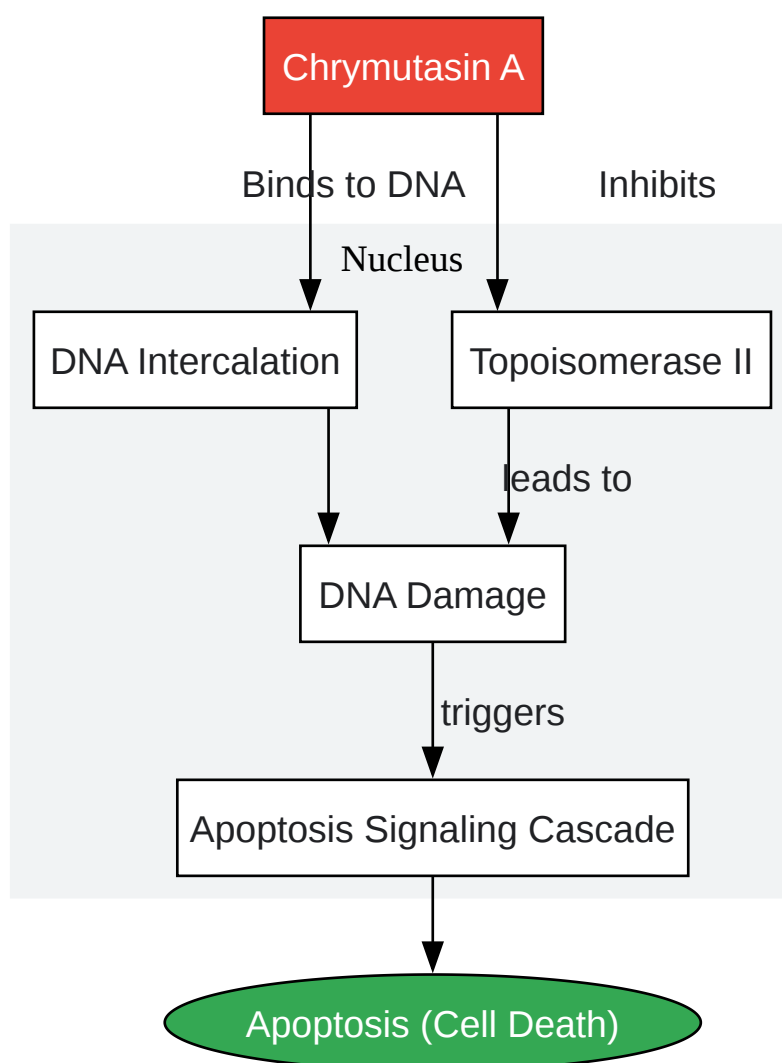 Chrymutasin A
Binds to DNA
Inhibits
Nucleus
DNA Intercalation
Topoisomerase II
leads to
DNA Damage
triggers
Apoptosis Signaling Cascade
Apoptosis (Cell Death)